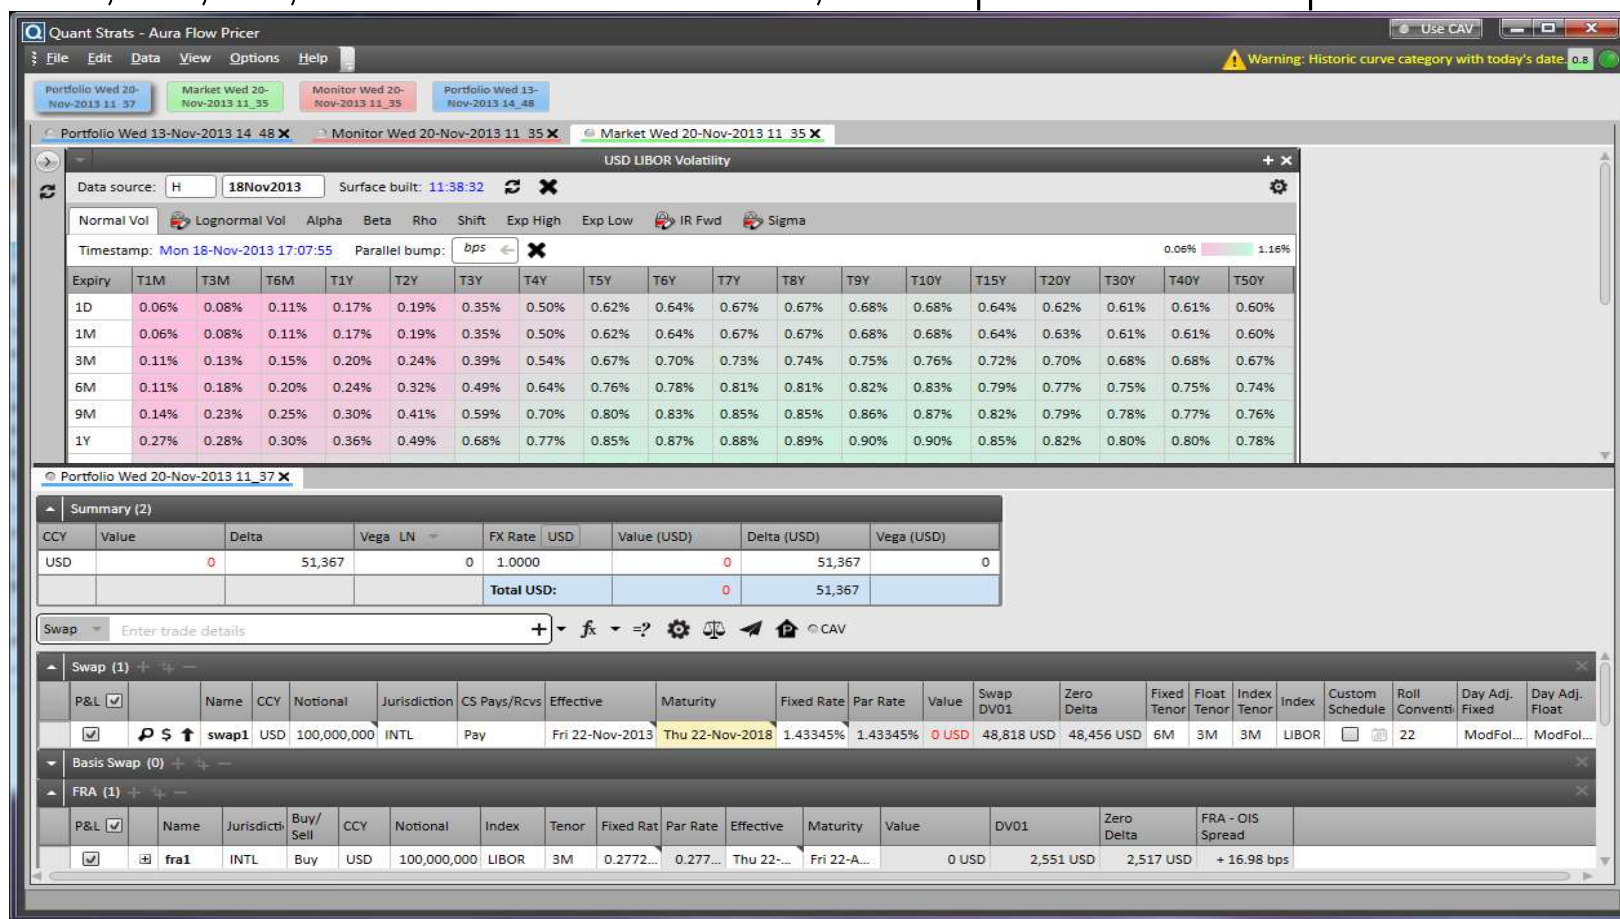 Quant Strats - Aura Flow Pricer Use CAV
File Edit Data View Options Help Warning: Historic curve category with today's date. 0.8
Portfolio Wed 20-Nov-2013 11_37 Market Wed 20-Nov-2013 11_35 Monitor Wed 20-Nov-2013 11_35 Portfolio Wed 13-Nov-2013 14_48
Portfolio Wed 13-Nov-2013 14_48 Monitor Wed 20-Nov-2013 11_35 Market Wed 20-Nov-2013 11_35
USD LIBOR Volatility
Data source: H 18Nov2013 Surface built: 11:38:32
Normal Vol Lognormal Vol Alpha Beta Rho Shift Exp High Exp Low IR Fwd Sigma
Timestamp: Mon 18-Nov-2013 17:07:55 Parallel bump: bps 0.06% 1.16%
Expiry T1M T3M T6M T1Y T2Y T3Y T4Y T5Y T6Y T7Y T8Y T9Y T10Y T15Y T20Y T30Y T40Y T50Y
1D 0.06% 0.08% 0.11% 0.17% 0.19% 0.35% 0.50% 0.62% 0.64% 0.67% 0.67% 0.68% 0.68% 0.64% 0.62% 0.61% 0.61% 0.60%
1M 0.06% 0.08% 0.11% 0.17% 0.19% 0.35% 0.50% 0.62% 0.64% 0.67% 0.67% 0.68% 0.68% 0.64% 0.63% 0.61% 0.61% 0.60%
3M 0.11% 0.13% 0.15% 0.20% 0.24% 0.39% 0.54% 0.67% 0.70% 0.73% 0.74% 0.75% 0.76% 0.72% 0.70% 0.68% 0.68% 0.67%
6M 0.11% 0.18% 0.20% 0.24% 0.32% 0.49% 0.64% 0.76% 0.78% 0.81% 0.81% 0.82% 0.83% 0.79% 0.77% 0.75% 0.75% 0.74%
9M 0.14% 0.23% 0.25% 0.30% 0.41% 0.59% 0.70% 0.80% 0.83% 0.85% 0.85% 0.86% 0.87% 0.82% 0.79% 0.78% 0.77% 0.76%
1Y 0.27% 0.28% 0.30% 0.36% 0.49% 0.68% 0.77% 0.85% 0.87% 0.88% 0.89% 0.90% 0.90% 0.85% 0.82% 0.80% 0.80% 0.78%
Portfolio Wed 20-Nov-2013 11_37
Summary (2)
CCY Value Delta Vega LN FX Rate USD Value (USD) Delta (USD) Vega (USD)
USD 0 51,367 0 1.0000 0 51,367 0
Total USD: 0 51,367
Swap Enter trade details + fx =? CAV
Swap (1)
P&L Name CCY Notional Jurisdiction CS Pays/Rcvs Effective Maturity Fixed Rate Par Rate Value Swap DV01 Zero Delta Fixed Tenor Float Tenor Index Tenor Index Custom Schedule Roll Conventi Day Adj. Fixed Day Adj. Float
$ swap1 USD 100,000,000 INTL Pay Fri 22-Nov-2013 Thu 22-Nov-2018 1.43345% 1.43345% 0 USD 48,818 USD 48,456 USD 6M 3M 3M LIBOR 22 ModFol... ModFol...
Basis Swap (0)
FRA (1)
P&L Name Jurisdicti Buy/Sell CCY Notional Index Tenor Fixed Rat Par Rate Effective Maturity Value DV01 Zero Delta FRA - OIS Spread
fra1 INTL Buy USD 100,000,000 LIBOR 3M 0.2772... 0.277... Thu 22-... Fri 22-A... 0 USD 2,551 USD 2,517 USD + 16.98 bps